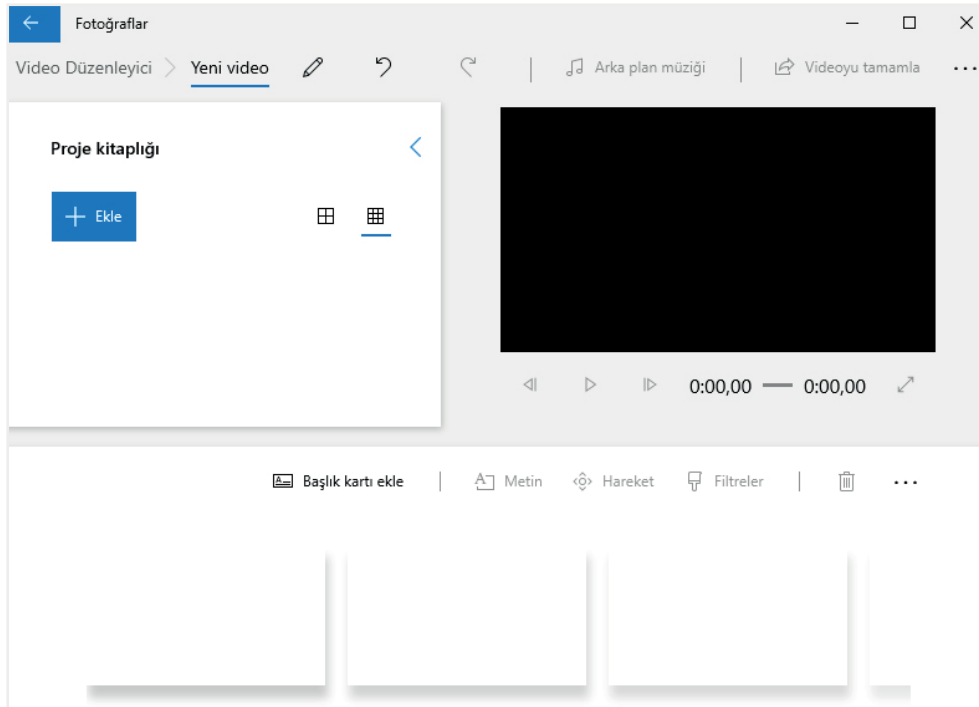 Fotoğraflar
Video Düzenleyici
Yeni video
Arka plan müziği
Videoyu tamamla
Proje kitaplığı
Ekle
0:00,00
0:00,00
Başlık kartı ekle
Metin
Hareket
Filtreler